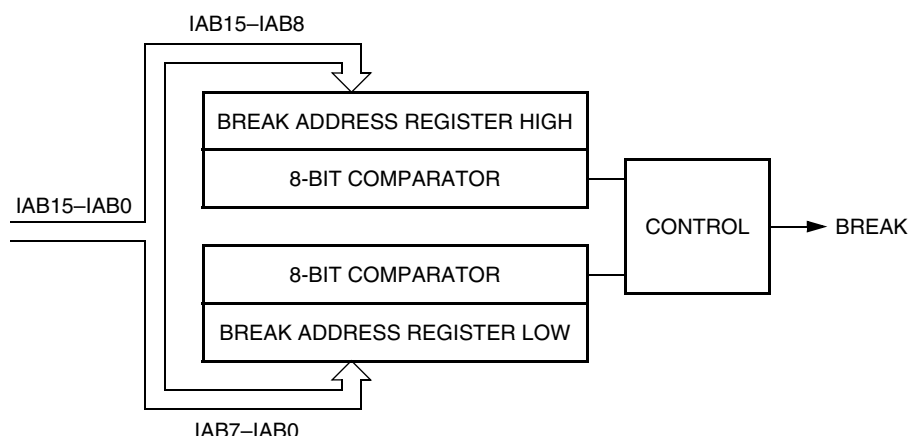 IAB15–IAB8
BREAK ADDRESS REGISTER HIGH
8-BIT COMPARATOR
IAB15–IAB0
CONTROL
BREAK
8-BIT COMPARATOR
BREAK ADDRESS REGISTER LOW
IAB7–IAB0